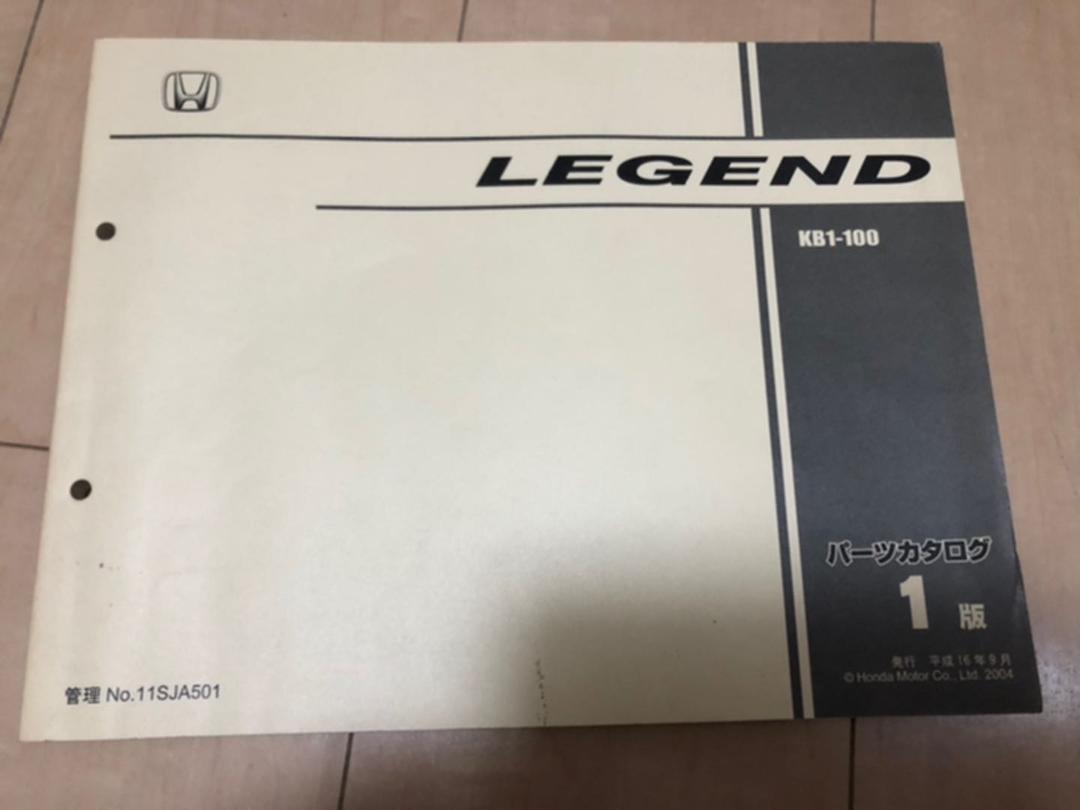 LEGEND
KB1-100
パーツカタログ
1 版
発行 平成16年9月
© Honda Motor Co., Ltd. 2004
管理 No.11SJA501